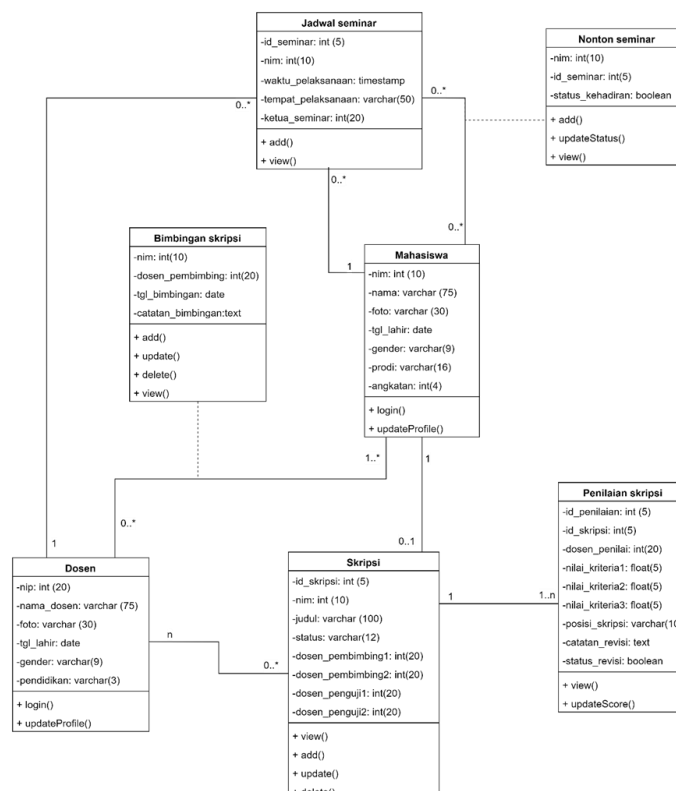 Jadwal seminar
-id_seminar: int (5)
-nim: int(10)
-waktu_pelaksanaan: timestamp
-tempat_pelaksanaan: varchar(50)
-ketua_seminar: int(20)
+ add()
+ view()
Nonton seminar
-nim: int(10)
-id_seminar: int(5)
-status_kehadiran: boolean
+ add()
+ updateStatus()
+ view()
0..*
0..*
0..*
0..*
1
Bimbingan skripsi
-nim: int(10)
-dosen_pembimbing: int(20)
-tgl_bimbingan: date
-catatan_bimbingan:text
+ add()
+ update()
+ delete()
+ view()
Mahasiswa
-nim: int (10)
-nama: varchar (75)
-foto: varchar (30)
-tgl_lahir: date
-gender: varchar(9)
-prodi: varchar(16)
-angkatan: int(4)
+ login()
+ updateProfile()
1..*
1
0..*
1
0..1
Dosen
-nip: int (20)
-nama_dosen: varchar (75)
-foto: varchar (30)
-tgl_lahir: date
-gender: varchar(9)
-pendidikan: varchar(3)
+ login()
+ updateProfile()
n
0..*
Skripsi
-id_skripsi: int (5)
-nim: int (10)
-judul: varchar (100)
-status: varchar (12)
-dosen_pembimbing1: int(20)
-dosen_pembimbing2: int(20)
-dosen_penguji1: int(20)
-dosen_penguji2: int(20)
+ view()
+ add()
+ update()
1
1..n
Penilaian skripsi
-id_penilaian: int (5)
-id_skripsi: int(5)
-dosen_penilai: int(20)
-nilai_kriteria1: float(5)
-nilai_kriteria2: float(5)
-nilai_kriteria3: float(5)
-posisi_skripsi:
-catatan_revisi: text
-status_revisi: boolean
+ view()
+ updateScore()